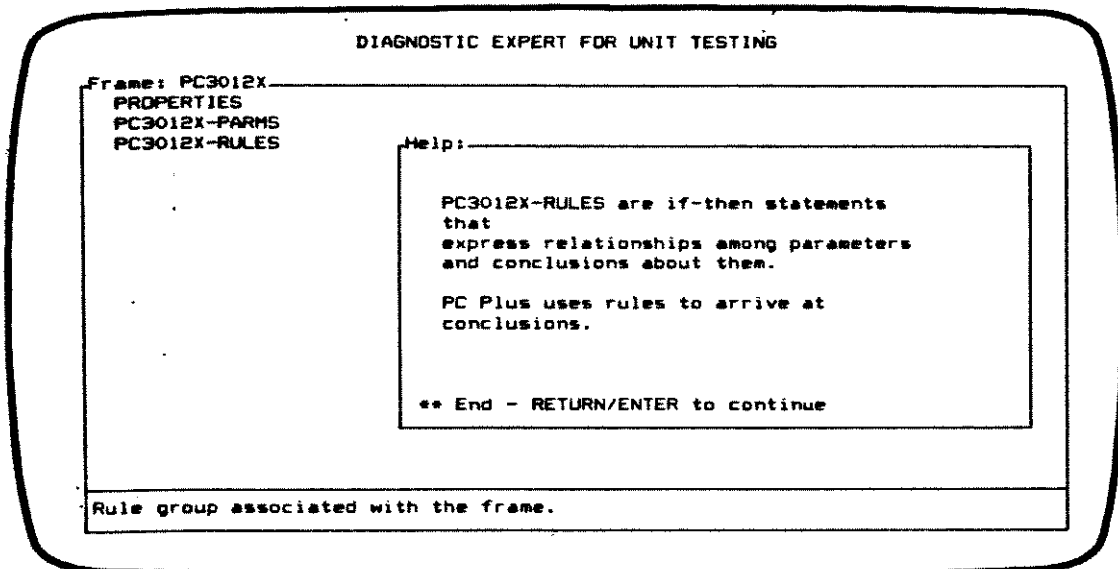 DIAGNOSTIC EXPERT FOR UNIT TESTING
Frame: PC3012X
PROPERTIES
PC3012X-PARMS
PC3012X-RULES
Help:
PC3012X-RULES are if-then statements
that
express relationships among parameters
and conclusions about them.
PC Plus uses rules to arrive at
conclusions.
** End - RETURN/ENTER to continue
Rule group associated with the frame.